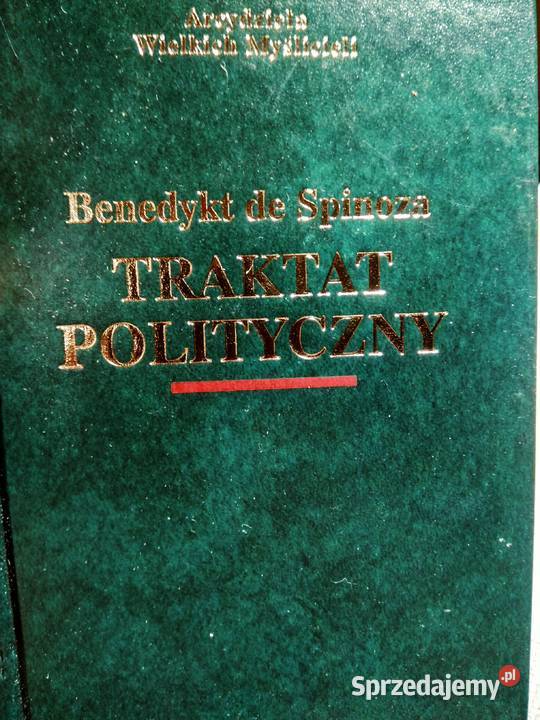 Arcydzieła
Wielkich Myślicieli
Benedykt de Spinoza
TRAKTAT
POLITYCZNY
Sprzedajemy.pl